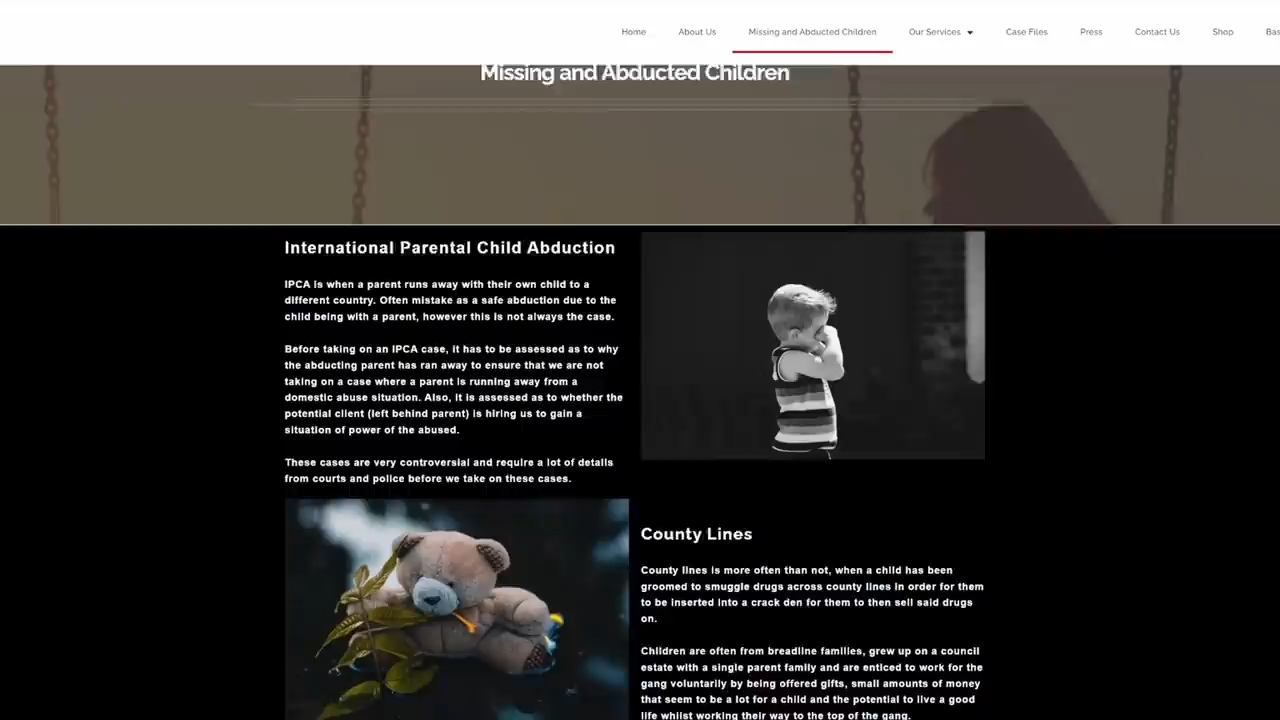 Home About Us Missing and Abducted Children Our Services Case Files Press Contact Us Shop Bas
Missing and Abducted Children
International Parental Child Abduction
IPCA is when a parent runs away with their own child to a
different country. Often mistake as a safe abduction due to the
child being with a parent, however this is not always the case.
Before taking on an IPCA case, it has to be assessed as to why
the abducting parent has ran away to ensure that we are not
taking on a case where a parent is running away from a
domestic abuse situation. Also, it is assessed as to whether the
potential client (left behind parent) is hiring us to gain a
situation of power of the abused.
These cases are very controversial and require a lot of details
from courts and police before we take on these cases.
County Lines
County lines is more often than not, when a child has been
groomed to smuggle drugs across county lines in order for them
to be inserted into a crack den for them to then sell said drugs
on.
Children are often from breadline families, grew up on a council
estate with a single parent family and are enticed to work for the
gang voluntarily by being offered gifts, small amounts of money
that seem to be a lot for a child and the potential to live a good
life whilst working their way to the top of the gang.